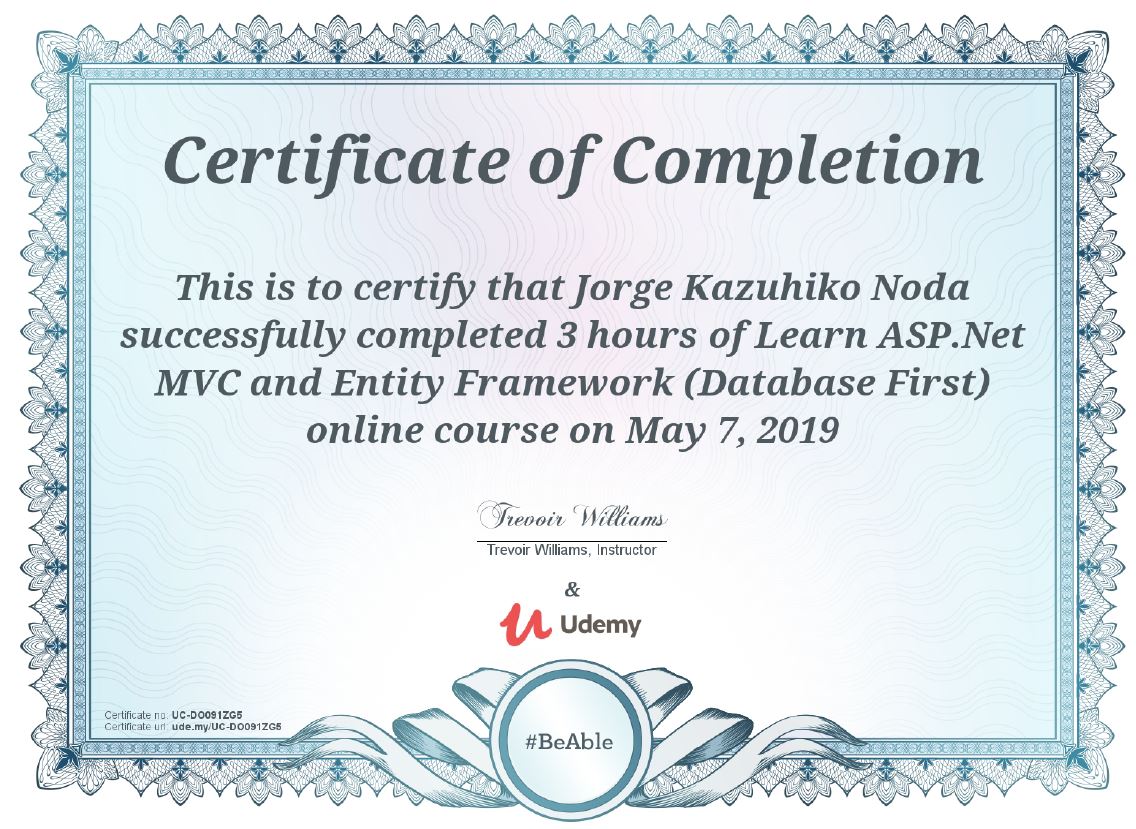 Certificate of Completion
This is to certify that Jorge Kazuhiko Noda
successfully completed 3 hours of Learn ASP.Net
MVC and Entity Framework (Database First)
online course on May 7, 2019
Trevoir Williams
Trevoir Williams, Instructor
&
Udemy
#BeAble
Certificate no: UC-DO091ZG5
Certificate url: ude.my/UC-DO091ZG5